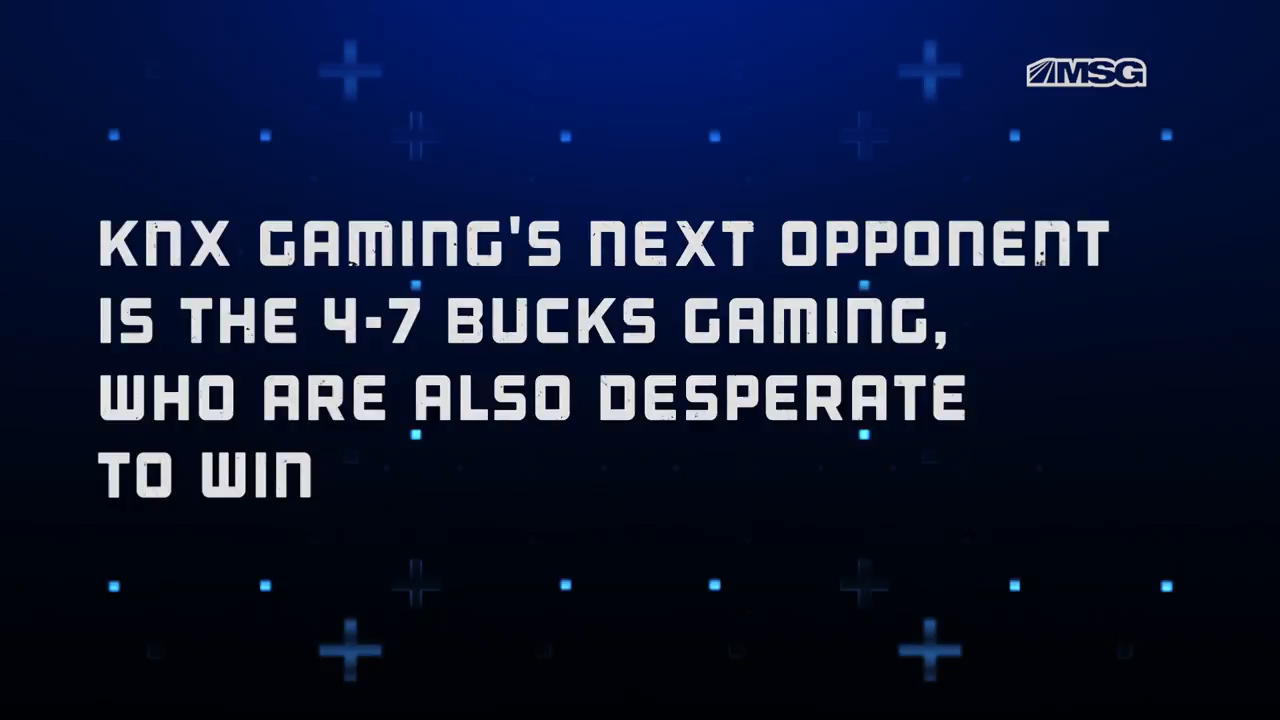 MSG
KNX GAMING'S NEXT OPPONENT
IS THE 4-7 BUCKS GAMING,
WHO ARE ALSO DESPERATE
TO WIN